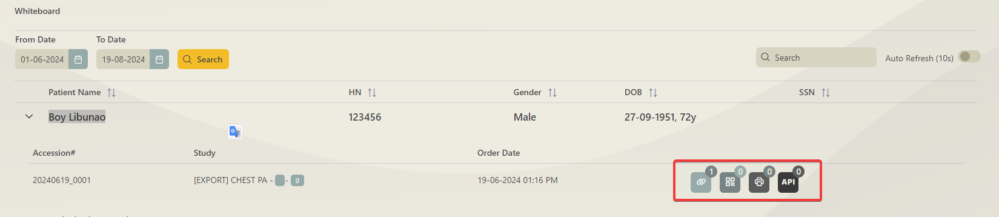 Whiteboard
From Date To Date
01-06-2024 19-08-2024 Search Search Auto Refresh (10s)
Patient Name HN Gender DOB SSN
Boy Libunao 123456 Male 27-09-1951, 72y
G
Accession# Study Order Date
1 0 0 0
20240619_0001 [EXPORT] CHEST PA - - 0 19-06-2024 01:16 PM API